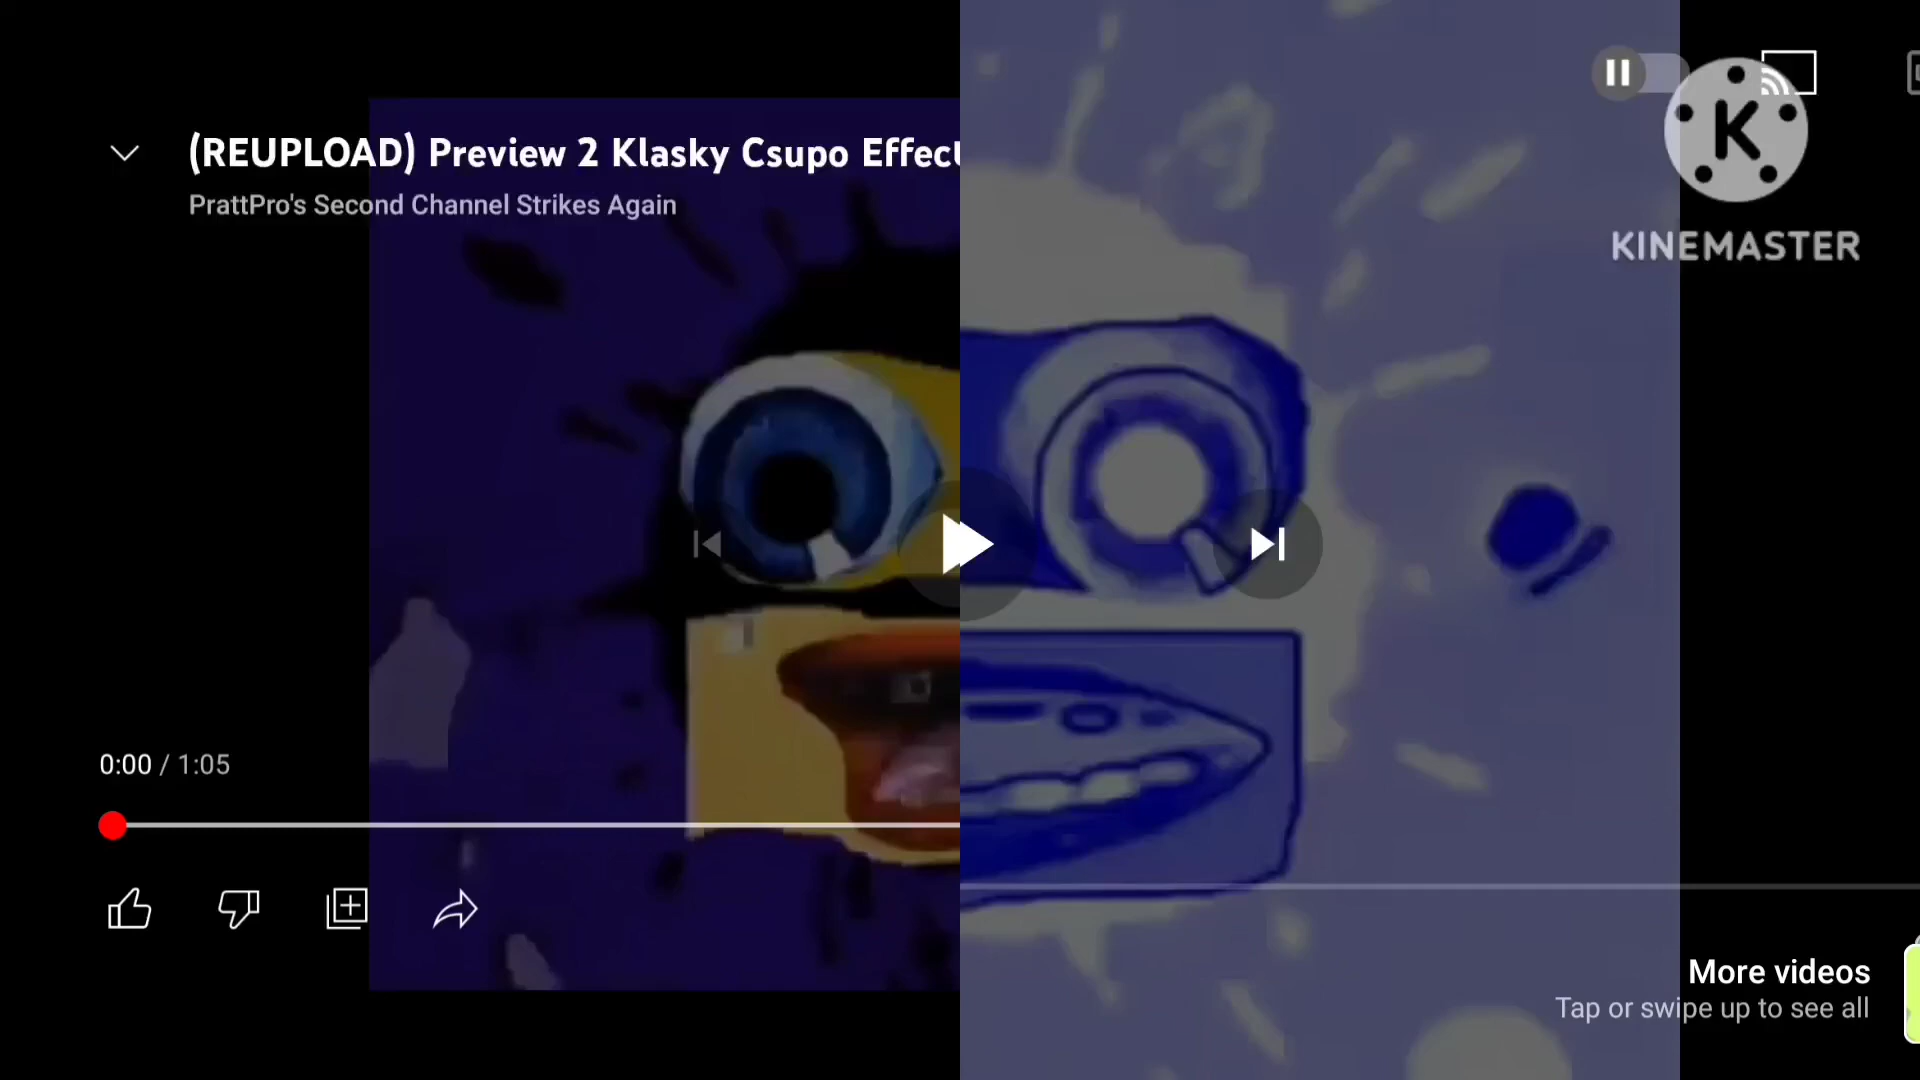 (REUPLOAD) Preview 2 Klasky Csupo Effect
PrattPro's Second Channel Strikes Again
K
KINEMASTER
0:00 / 1:05
More videos
Tap or swipe up to see all